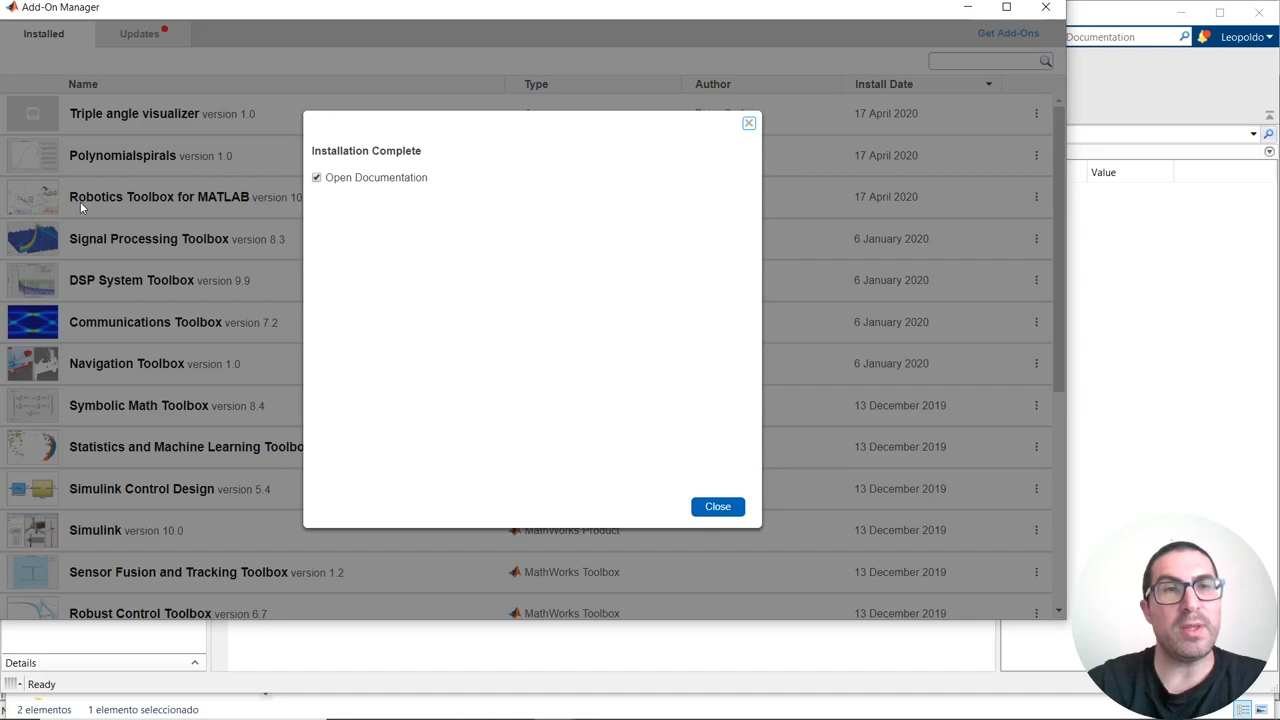 Add-On Manager
Installed
Updates
Get Add-Ons
Documentation
Leopoldo
Name Type Author Install Date
Value
Triple angle visualizer version 1.0 17 April 2020
Polynomialspirals version 1.0 17 April 2020
Robotics Toolbox for MATLAB version 10 17 April 2020
Signal Processing Toolbox version 8.3 6 January 2020
DSP System Toolbox version 9.9 6 January 2020
Communications Toolbox version 7.2 6 January 2020
Navigation Toolbox version 1.0 6 January 2020
Symbolic Math Toolbox version 8.4 13 December 2019
Statistics and Machine Learning Toolbo 13 December 2019
Simulink Control Design version 5.4 13 December 2019
Simulink version 10.0 MathWorks Product 13 December 2019
Sensor Fusion and Tracking Toolbox version 1.2 MathWorks Toolbox 13 December 2019
Robust Control Toolbox version 6.7 MathWorks Toolbox 13 December 2019
Installation Complete
Open Documentation
Close
Details
Ready
2 elementos 1 elemento seleccionado